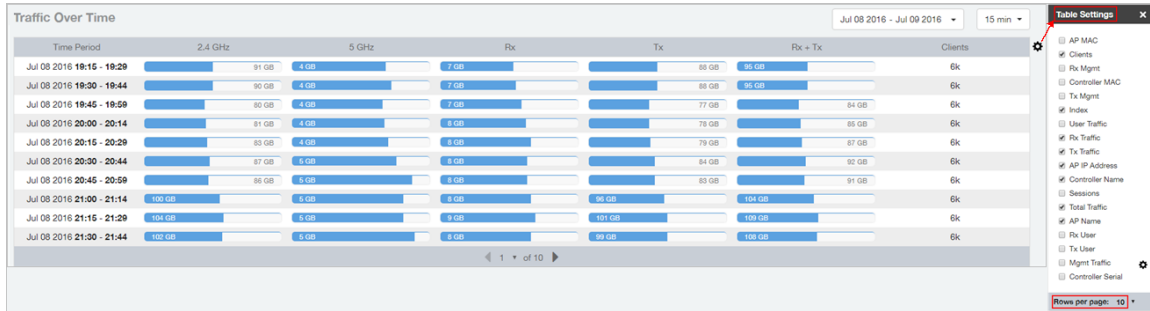 Traffic Over Time
Jul 08 2016 - Jul 09 2016
15 min
Time Period 2.4 GHz 5 GHz Rx Tx Rx + Tx Clients
Jul 08 2016 19:15 - 19:29 91 GB 4 GB 7 GB 88 GB 95 GB 6k
Jul 08 2016 19:30 - 19:44 90 GB 4 GB 7 GB 88 GB 95 GB 6k
Jul 08 2016 19:45 - 19:59 80 GB 4 GB 7 GB 77 GB 84 GB 6k
Jul 08 2016 20:00 - 20:14 81 GB 4 GB 8 GB 78 GB 85 GB 6k
Jul 08 2016 20:15 - 20:29 83 GB 4 GB 8 GB 79 GB 87 GB 6k
Jul 08 2016 20:30 - 20:44 87 GB 5 GB 8 GB 84 GB 92 GB 6k
Jul 08 2016 20:45 - 20:59 86 GB 5 GB 8 GB 83 GB 91 GB 6k
Jul 08 2016 21:00 - 21:14 100 GB 5 GB 8 GB 96 GB 104 GB 6k
Jul 08 2016 21:15 - 21:29 104 GB 5 GB 9 GB 101 GB 109 GB 6k
Jul 08 2016 21:30 - 21:44 102 GB 5 GB 8 GB 99 GB 108 GB 6k
1 of 10
Table Settings
AP MAC
Clients
Rx Mgmt
Controller MAC
Tx Mgmt
Index
User Traffic
Rx Traffic
Tx Traffic
AP IP Address
Controller Name
Sessions
Total Traffic
AP Name
Rx User
Tx User
Mgmt Traffic
Controller Serial
Rows per page: 10